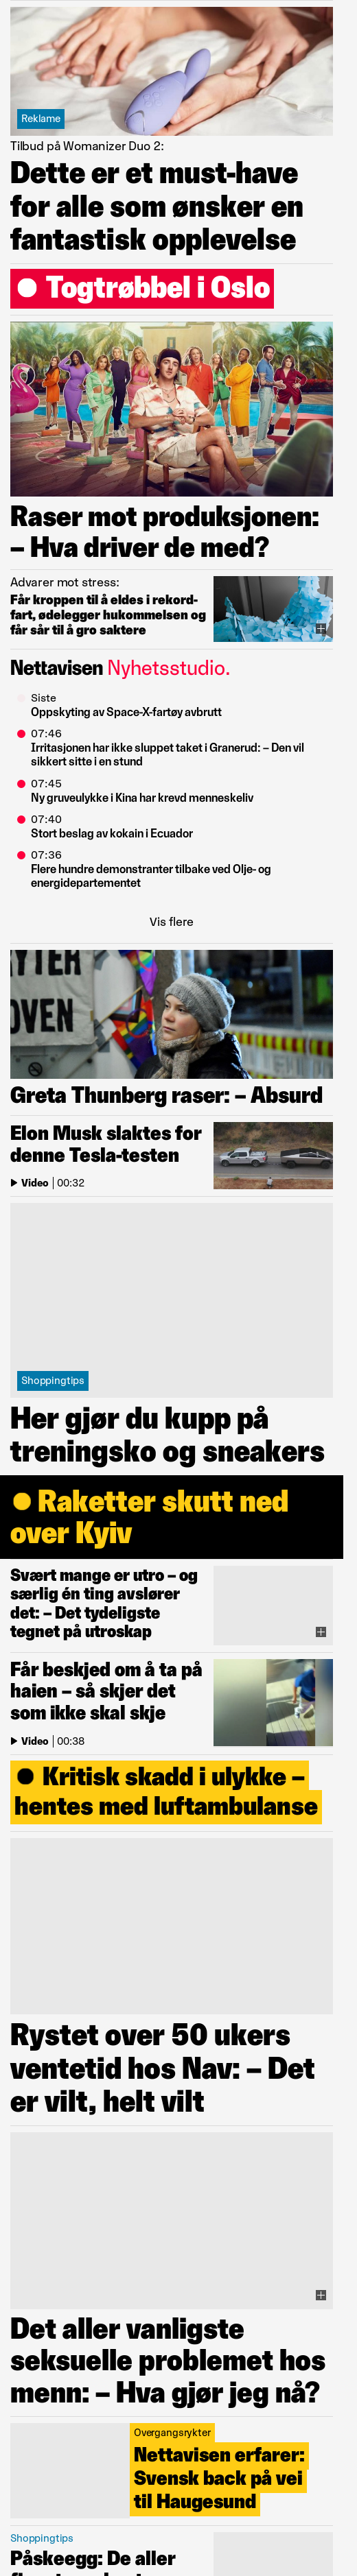 Reklame
Tilbud på Womanizer Duo 2:
Dette er et must-have
for alle som ønsker en
fantastisk opplevelse
Togtrøbbel i Oslo
Raser mot produksjonen:
– Hva driver de med?
Advarer mot stress:
Får kroppen til å eldes i rekord-
fart, ødelegger hukommelsen og
får sår til å gro saktere
Nettavisen Nyhetsstudio.
Siste
Oppskyting av Space-X-fartøy avbrutt
07:46
Irritasjonen har ikke sluppet taket i Granerud: – Den vil
sikkert sitte i en stund
07:45
Ny gruveulykke i Kina har krevd menneskeliv
07:40
Stort beslag av kokain i Ecuador
07:36
Flere hundre demonstranter tilbake ved Olje- og
energidepartementet
Vis flere
OVEN
Greta Thunberg raser: – Absurd
Elon Musk slaktes for
denne Tesla-testen
Video | 00:32
Shoppingtips
Her gjør du kupp på
treningsko og sneakers
Raketter skutt ned
over Kyiv
Svært mange er utro – og
særlig én ting avslører
det: – Det tydeligste
tegnet på utroskap
Får beskjed om å ta på
haien – så skjer det
som ikke skal skje
Video | 00:38
Kritisk skadd i ulykke –
hentes med luftambulanse
Rystet over 50 ukers
ventetid hos Nav: – Det
er vilt, helt vilt
Det aller vanligste
seksuelle problemet hos
menn: – Hva gjør jeg nå?
Overgangsrykter
Nettavisen erfarer:
Svensk back på vei
til Haugesund
Shoppingtips
Påskeegg: De aller